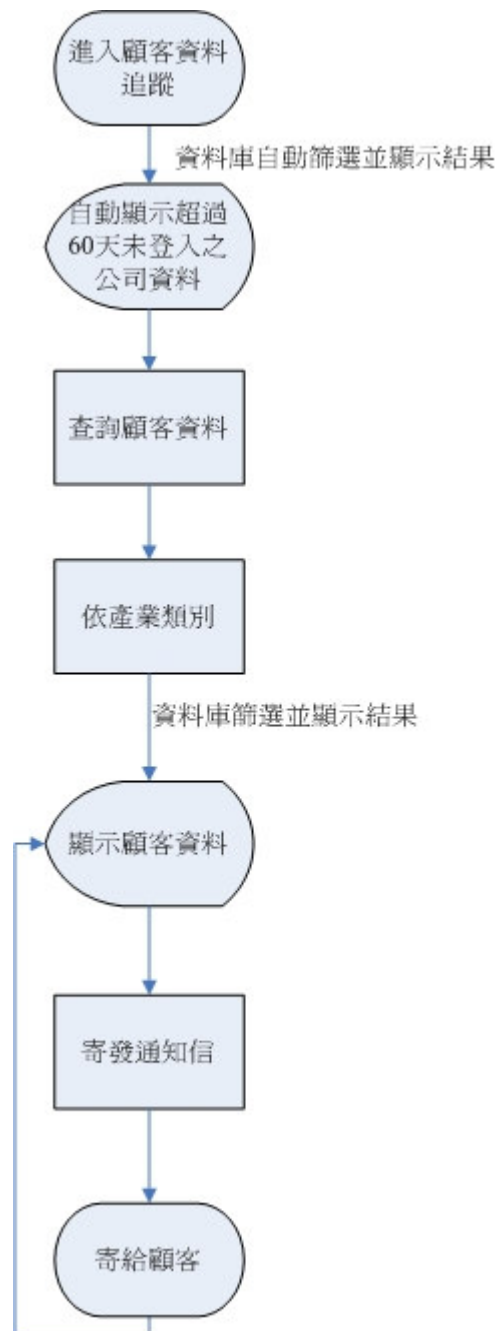 進入顧客資料
追蹤
資料庫自動篩選並顯示結果
自動顯示超過
60天未登入之
公司資料
查詢顧客資料
依產業類別
資料庫篩選並顯示結果
顯示顧客資料
寄發通知信
寄給顧客